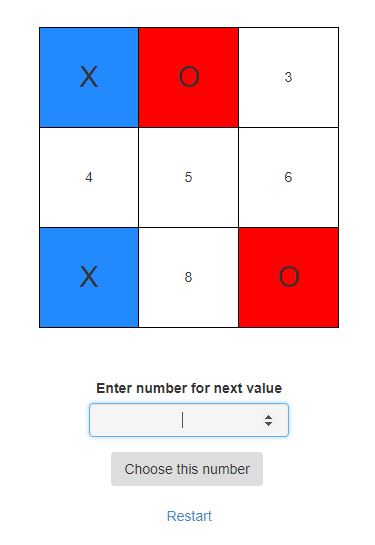 X O 3
4 5 6
X 8 O
Enter number for next value
Choose this number
Restart